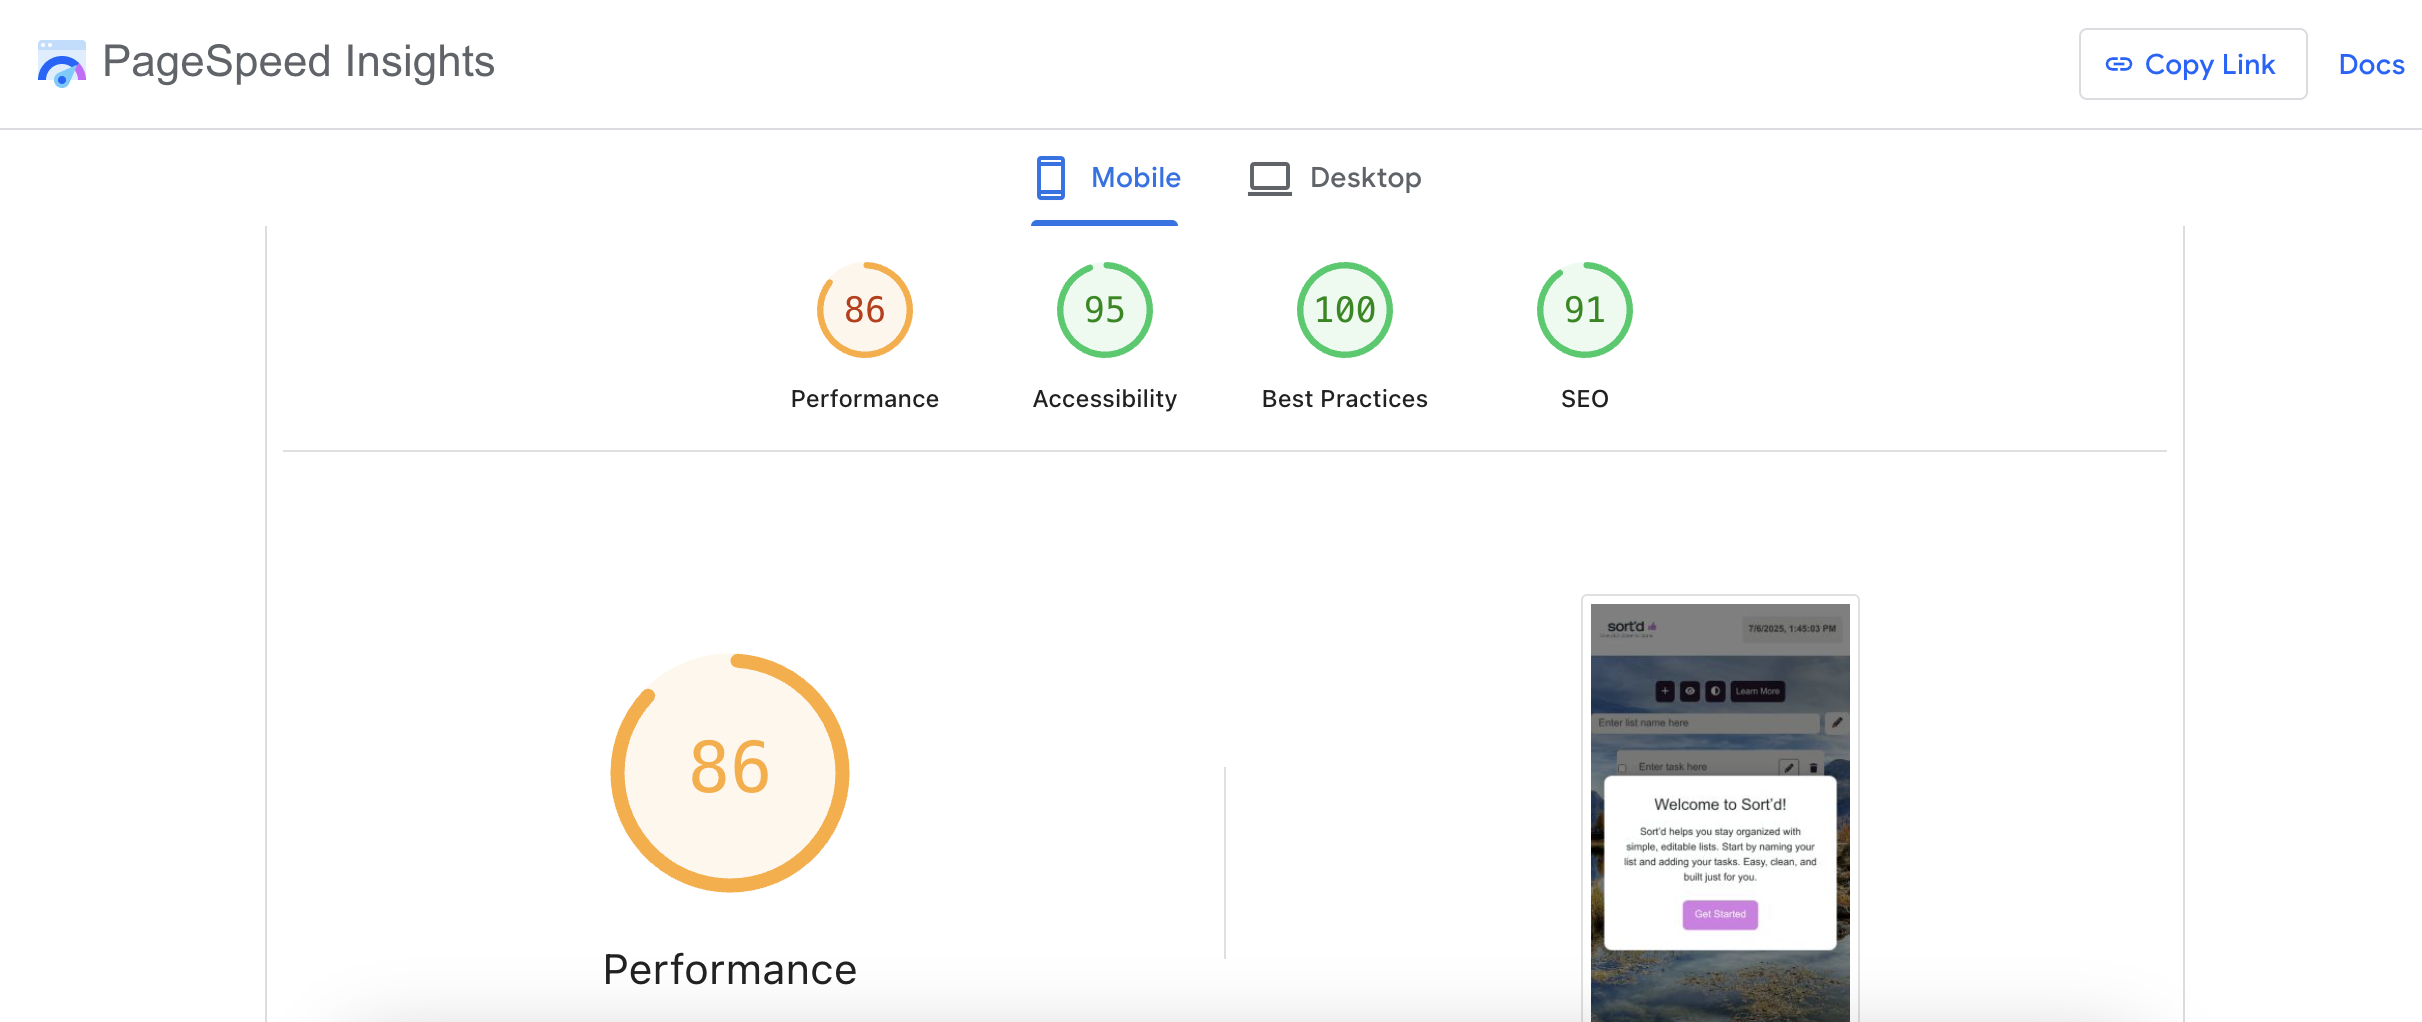 PageSpeed Insights
Copy Link
Docs
Mobile
Desktop
86
95
100
91
Performance
Accessibility
Best Practices
SEO
86
Performance
sort'd
7/6/2025, 1:45:03 PM
+
Learn More
Enter list name here
Enter task here
Welcome to Sort'd!
Sort'd helps you stay organized with
simple, editable lists. Start by naming your
list and adding your tasks. Easy, clean, and
built just for you.
Get Started